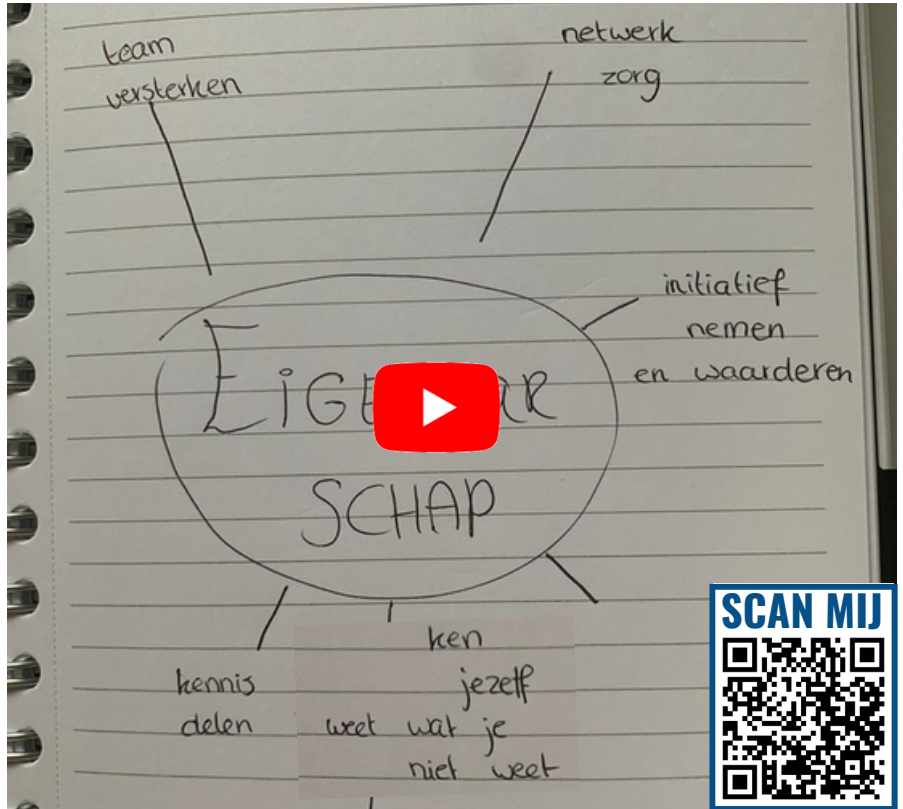 team
versterken
netwerk
zorg
initiatief
nemen
en waarderen
SCHAP
kennis
delen
ken
jezelf
weet wat je
niet weet
SCAN MIJ